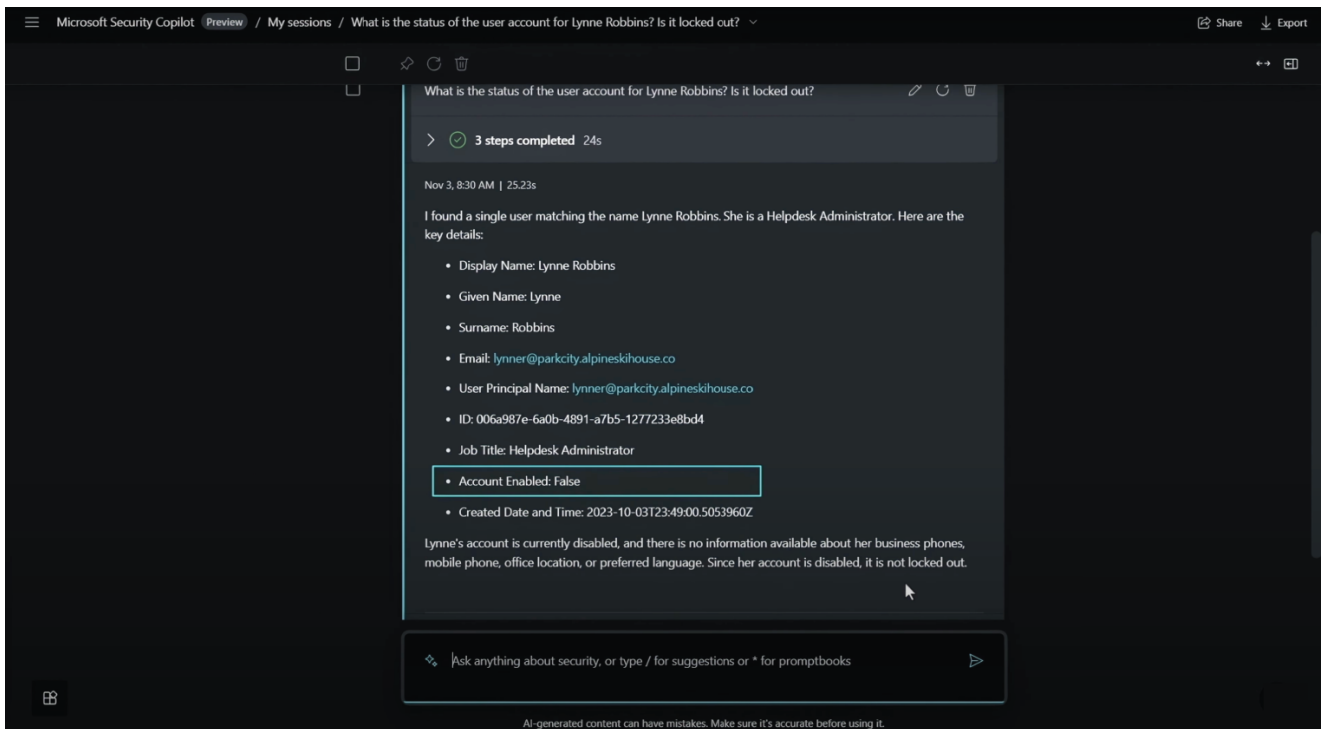 Microsoft Security Copilot Preview / My sessions / What is the status of the user account for Lynne Robbins? Is it locked out?
Share Export
What is the status of the user account for Lynne Robbins? Is it locked out?
3 steps completed 24s
Nov 3, 8:30 AM | 25.23s
I found a single user matching the name Lynne Robbins. She is a Helpdesk Administrator. Here are the
key details:
• Display Name: Lynne Robbins
• Given Name: Lynne
• Surname: Robbins
• Email: lynner@parkcity.alpineskihouse.co
• User Principal Name: lynner@parkcity.alpineskihouse.co
• ID: 006a987e-6a0b-4891-a7b5-1277233e8bd4
• Job Title: Helpdesk Administrator
• Account Enabled: False
• Created Date and Time: 2023-10-03T23:49:00.5053960Z
Lynne's account is currently disabled, and there is no information available about her business phones,
mobile phone, office location, or preferred language. Since her account is disabled, it is not locked out.
Ask anything about security, or type / for suggestions or * for promptbooks
AI-generated content can have mistakes. Make sure it's accurate before using it.